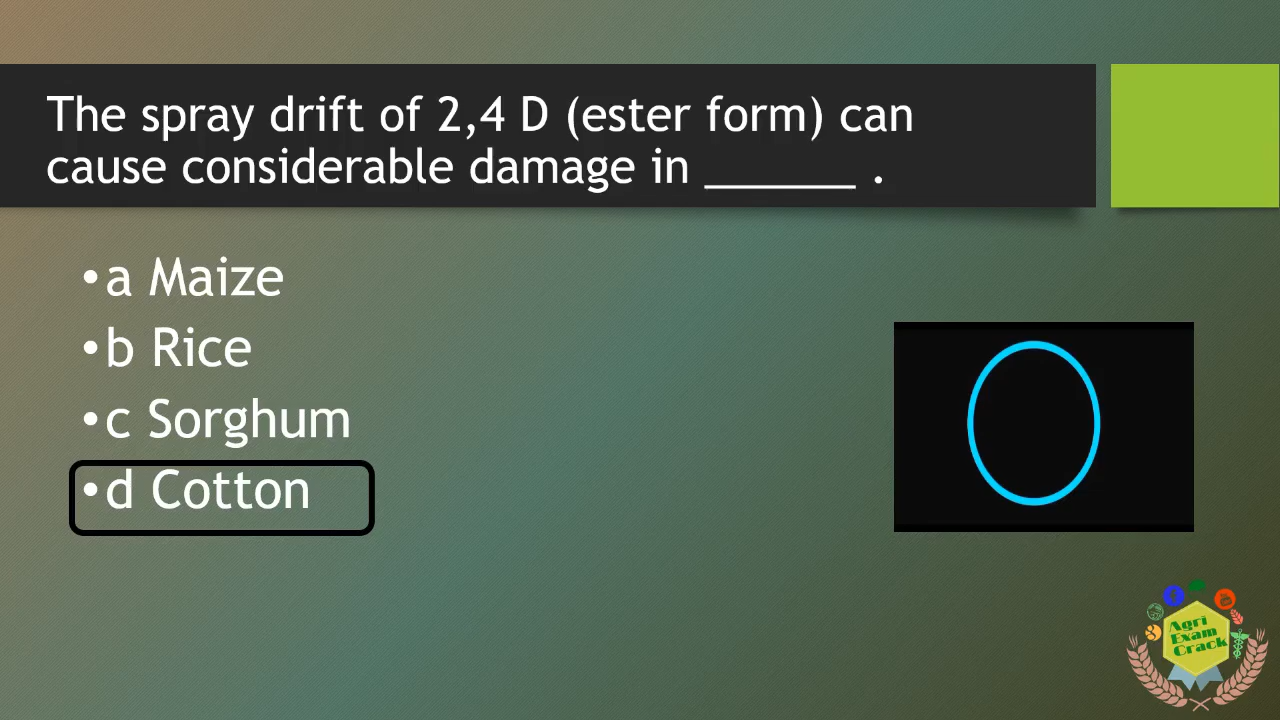 The spray drift of 2,4 D (ester form) can
cause considerable damage in ______ .
•a Maize
•b Rice
•c Sorghum
•d Cotton
Agri
Exam
Crack